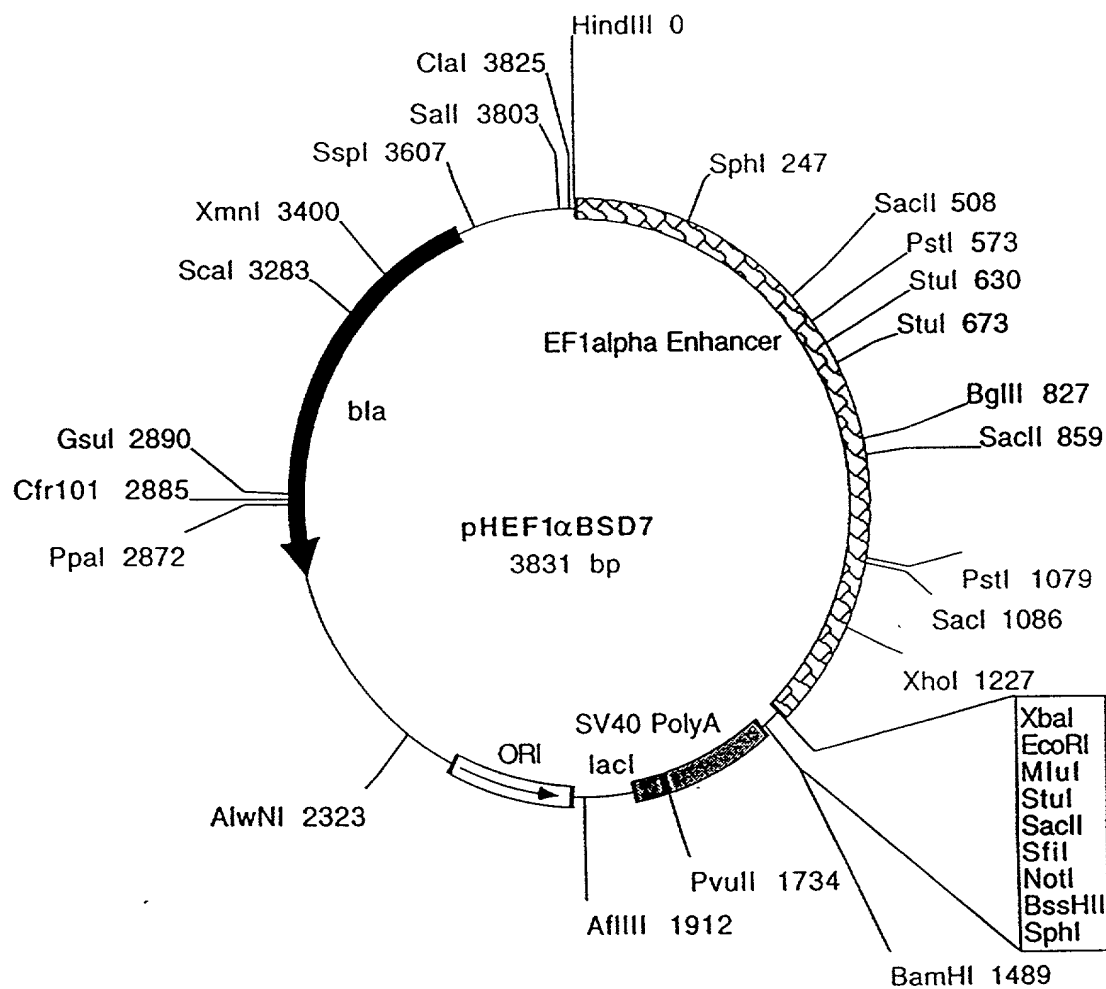 HindIII 0
ClaI 3825
SalI 3803
SspI 3607
XmnI 3400
ScaI 3283
SphI 247
SacII 508
PstI 573
StuI 630
StuI 673
EF1alpha Enhancer
BglII 827
SacII 859
bla
GsuI 2890
Cfr101 2885
PpaI 2872
pHEF1αBSD7
3831 bp
PstI 1079
SacI 1086
XhoI 1227
SV40 PolyA
lacI
ORI
AlwNI 2323
PvuII 1734
AflIII 1912
XbaI
EcoRI
MluI
StuI
SacII
SfiI
NotI
BssHII
SphI
BamHI 1489